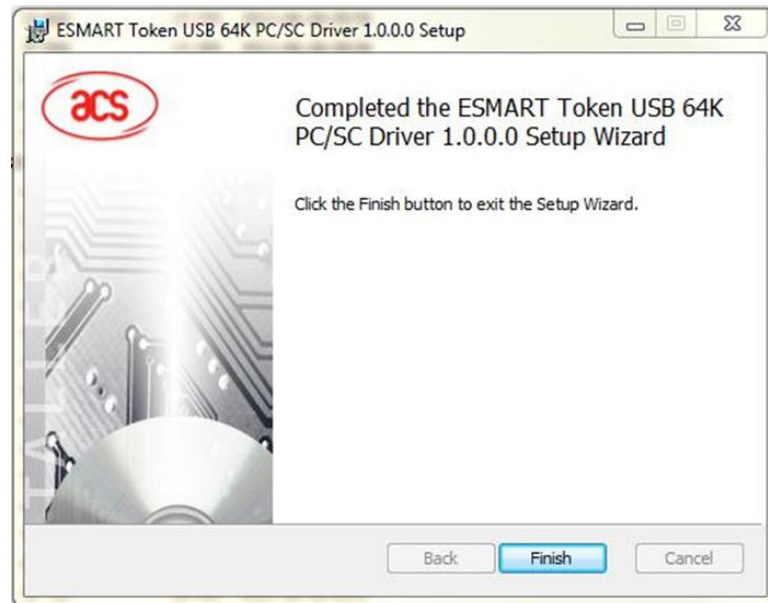 ESMART Token USB 64K PC/SC Driver 1.0.0.0 Setup
acs
Completed the ESMART Token USB 64K
PC/SC Driver 1.0.0.0 Setup Wizard
Click the Finish button to exit the Setup Wizard.
TALLER
Back
Finish
Cancel